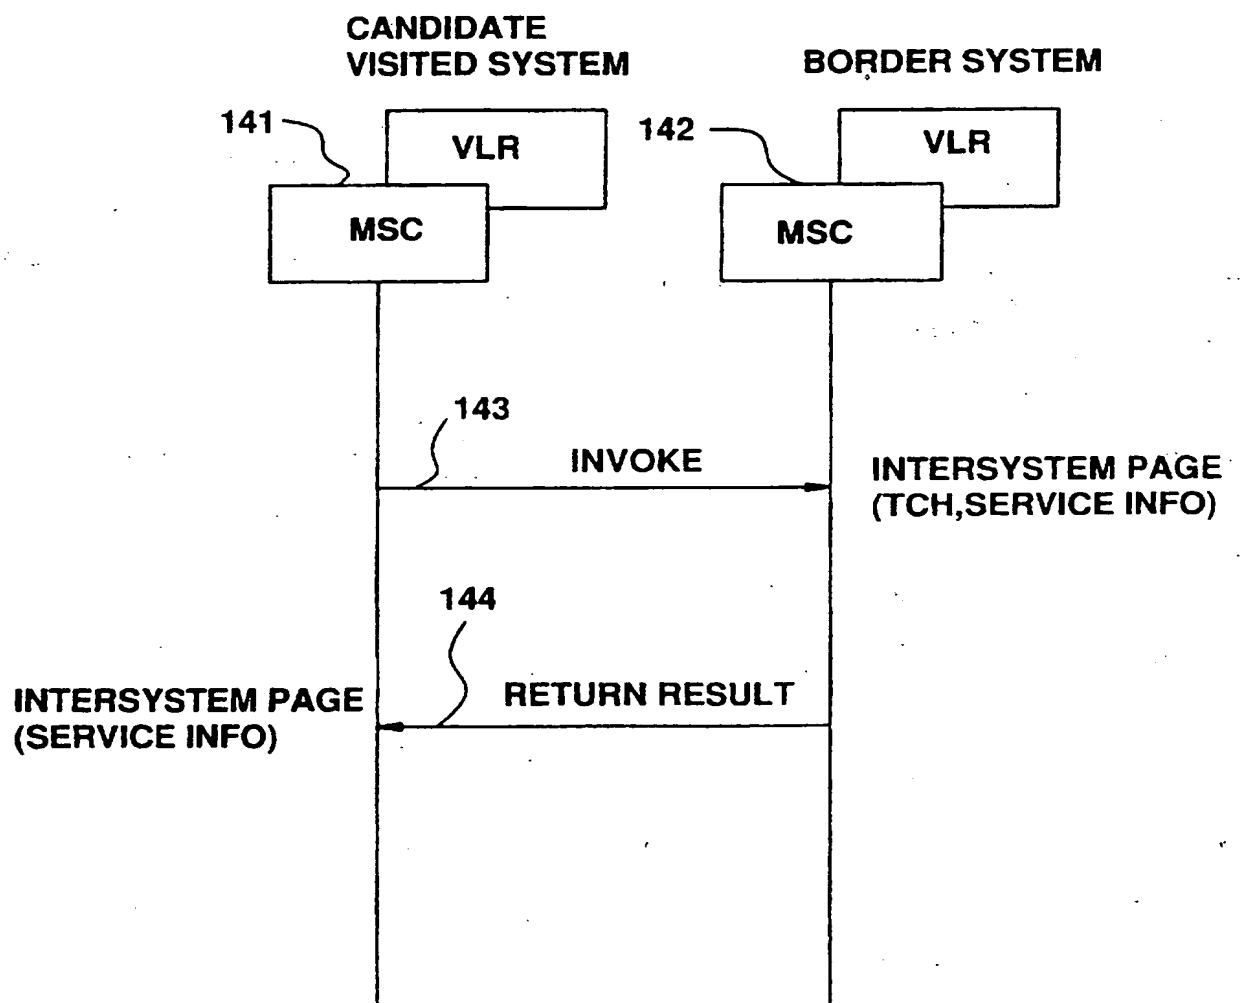 CANDIDATE
VISITED SYSTEM
BORDER SYSTEM
141
VLR
MSC
142
VLR
MSC
143
INVOKE
INTERSYSTEM PAGE
(TCH,SERVICE INFO)
144
RETURN RESULT
INTERSYSTEM PAGE
(SERVICE INFO)